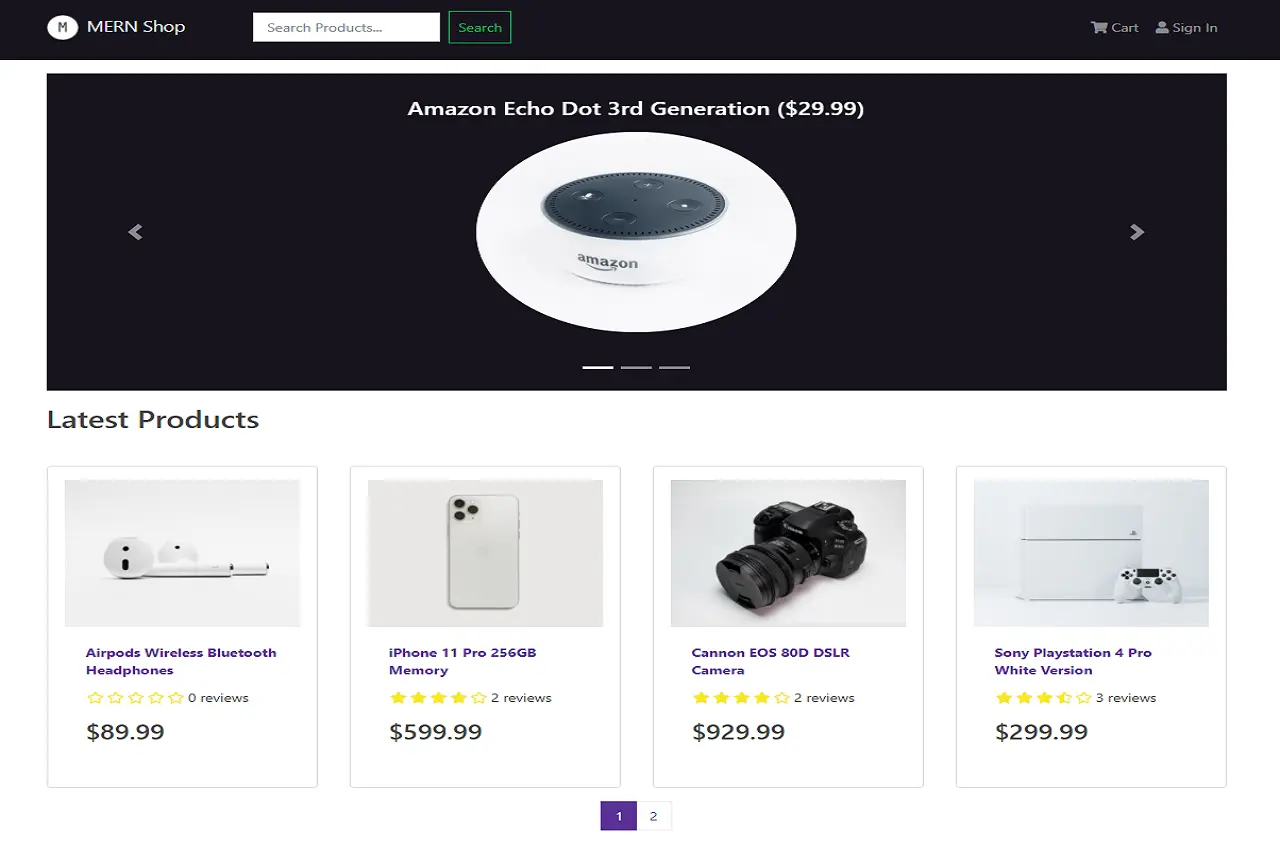 M MERN Shop Search Products... Search Cart Sign In
Amazon Echo Dot 3rd Generation ($29.99)
amazon
Latest Products
Airpods Wireless Bluetooth
Headphones
0 reviews
$89.99
iPhone 11 Pro 256GB
Memory
2 reviews
$599.99
Cannon EOS 80D DSLR
Camera
2 reviews
$929.99
Sony Playstation 4 Pro
White Version
3 reviews
$299.99
1 2